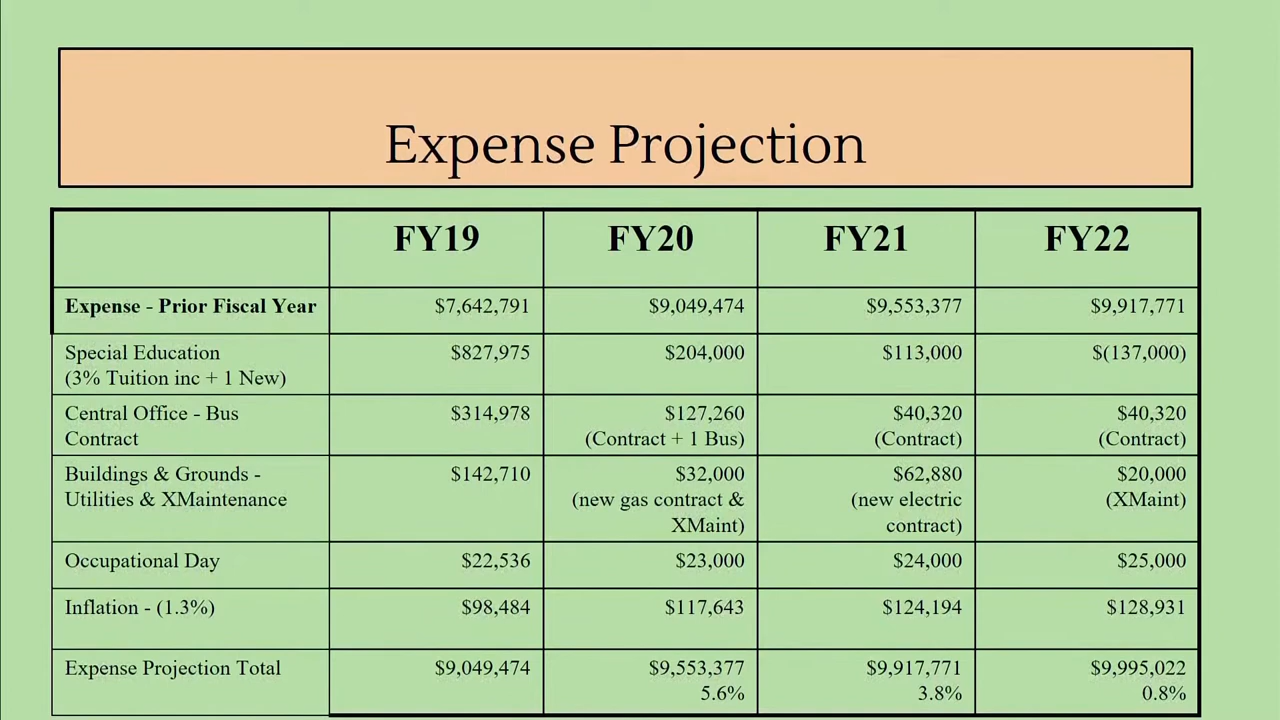 Expense Projection
FY19 FY20 FY21 FY22
Expense - Prior Fiscal Year $7,642,791 $9,049,474 $9,553,377 $9,917,771
Special Education $827,975 $204,000 $113,000 $(137,000)
(3% Tuition inc + 1 New)
Central Office - Bus $314,978 $127,260 $40,320 $40,320
Contract (Contract + 1 Bus) (Contract) (Contract)
Buildings & Grounds - $142,710 $32,000 $62,880 $20,000
Utilities & XMaintenance (new gas contract & (new electric (XMaint)
XMaint) contract)
Occupational Day $22,536 $23,000 $24,000 $25,000
Inflation - (1.3%) $98,484 $117,643 $124,194 $128,931
Expense Projection Total $9,049,474 $9,553,377 $9,917,771 $9,995,022
5.6% 3.8% 0.8%